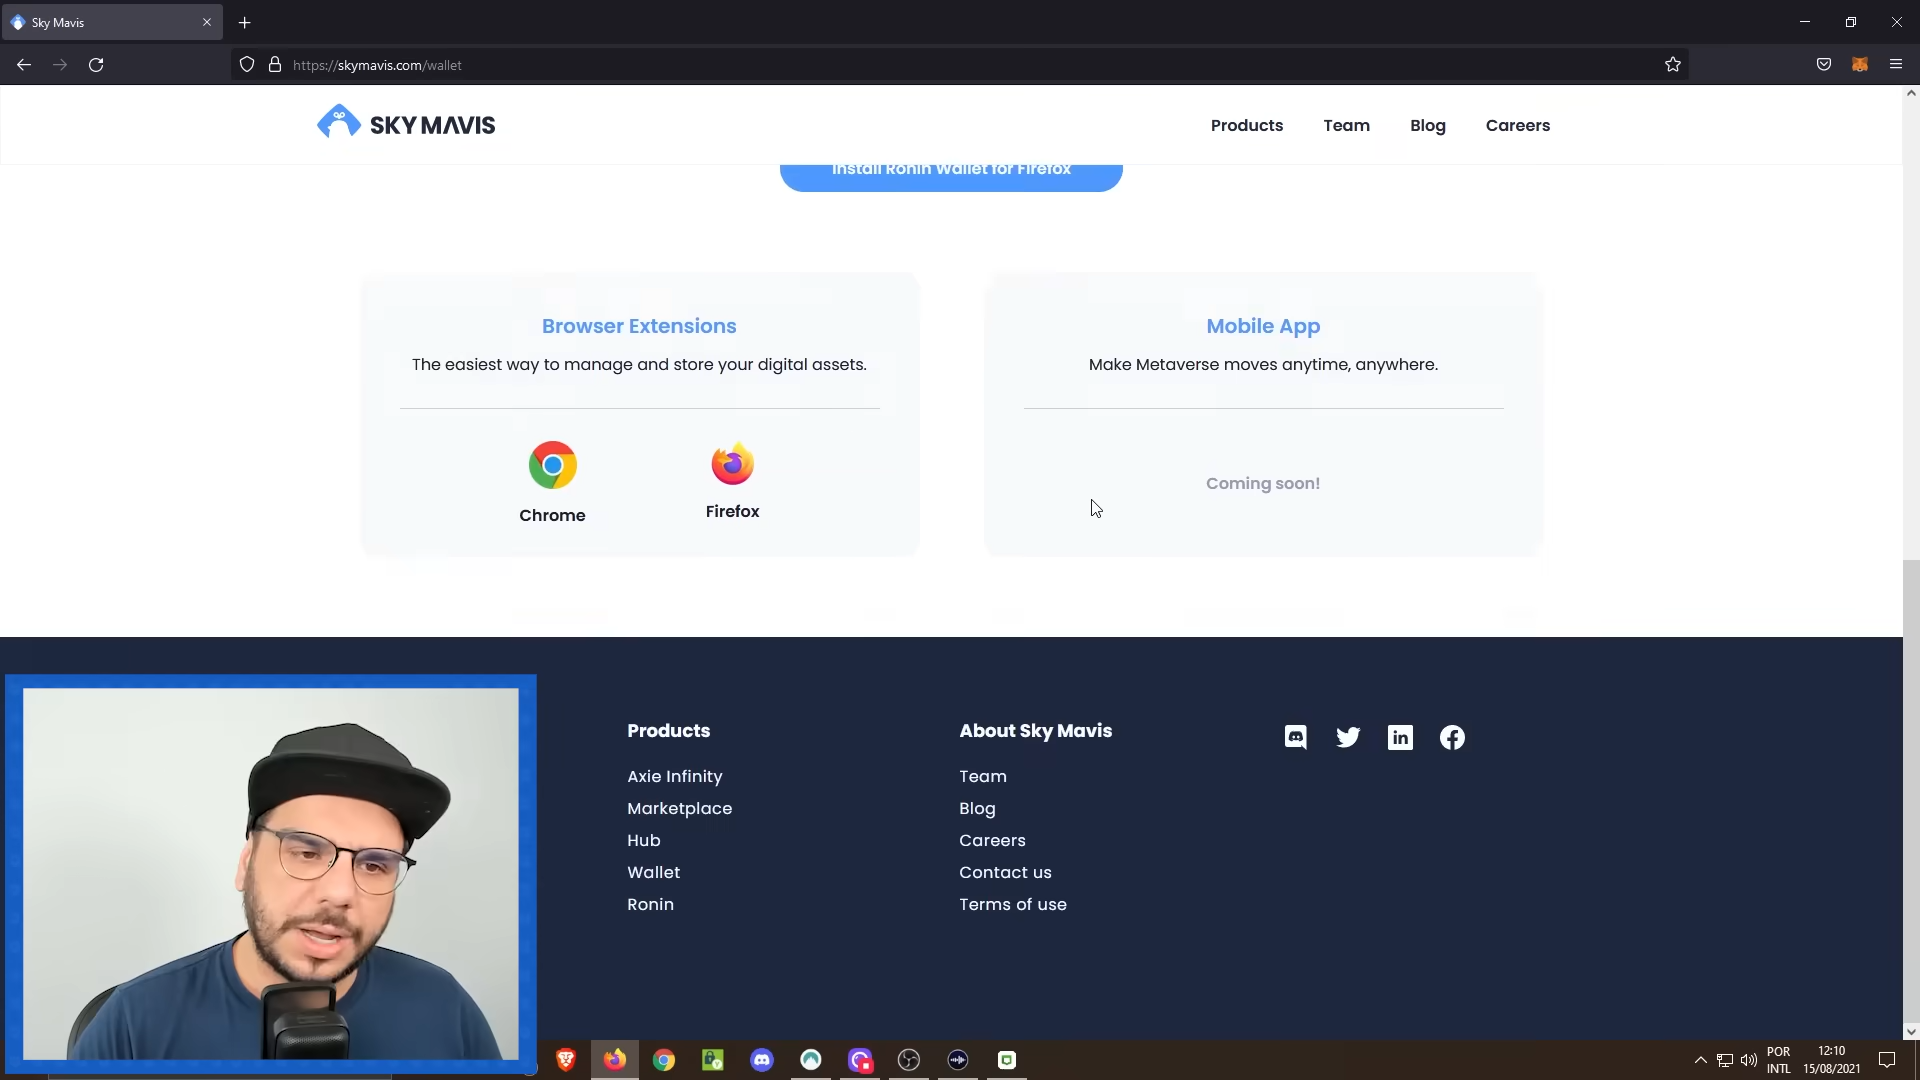 Sky Mavis
https://skymavis.com/wallet
SKY MAVIS
Products
Team
Blog
Careers
Install Ronin Wallet for Firefox
Browser Extensions
The easiest way to manage and store your digital assets.
Chrome
Firefox
Mobile App
Make Metaverse moves anytime, anywhere.
Coming soon!
Products
Axie Infinity
Marketplace
Hub
Wallet
Ronin
About Sky Mavis
Team
Blog
Careers
Contact us
Terms of use
POR
INTL
12:10
15/08/2021